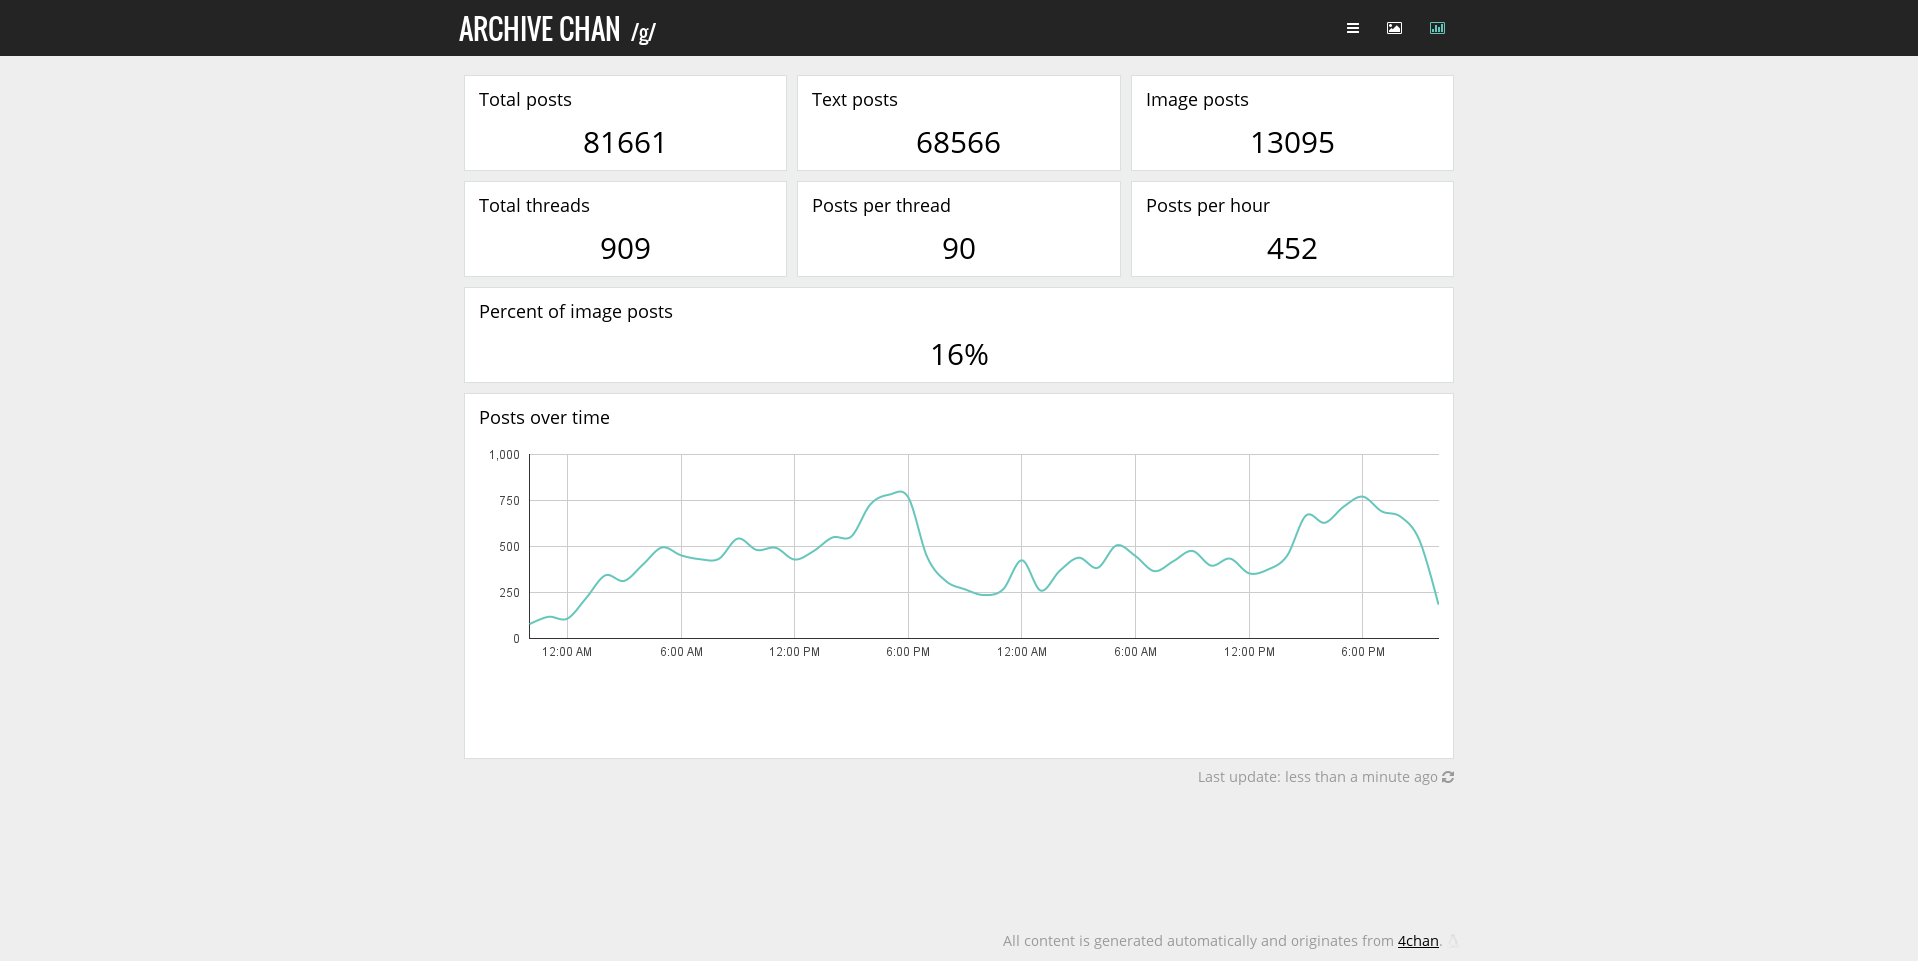 ARCHIVE CHAN /g/
Total posts
81661
Text posts
68566
Image posts
13095
Total threads
909
Posts per thread
90
Posts per hour
452
Percent of image posts
16%
Posts over time
1,000
750
500
250
0
12:00 AM 6:00 AM 12:00 PM 6:00 PM 12:00 AM 6:00 AM 12:00 PM 6:00 PM
Last update: less than a minute ago
All content is generated automatically and originates from 4chan.